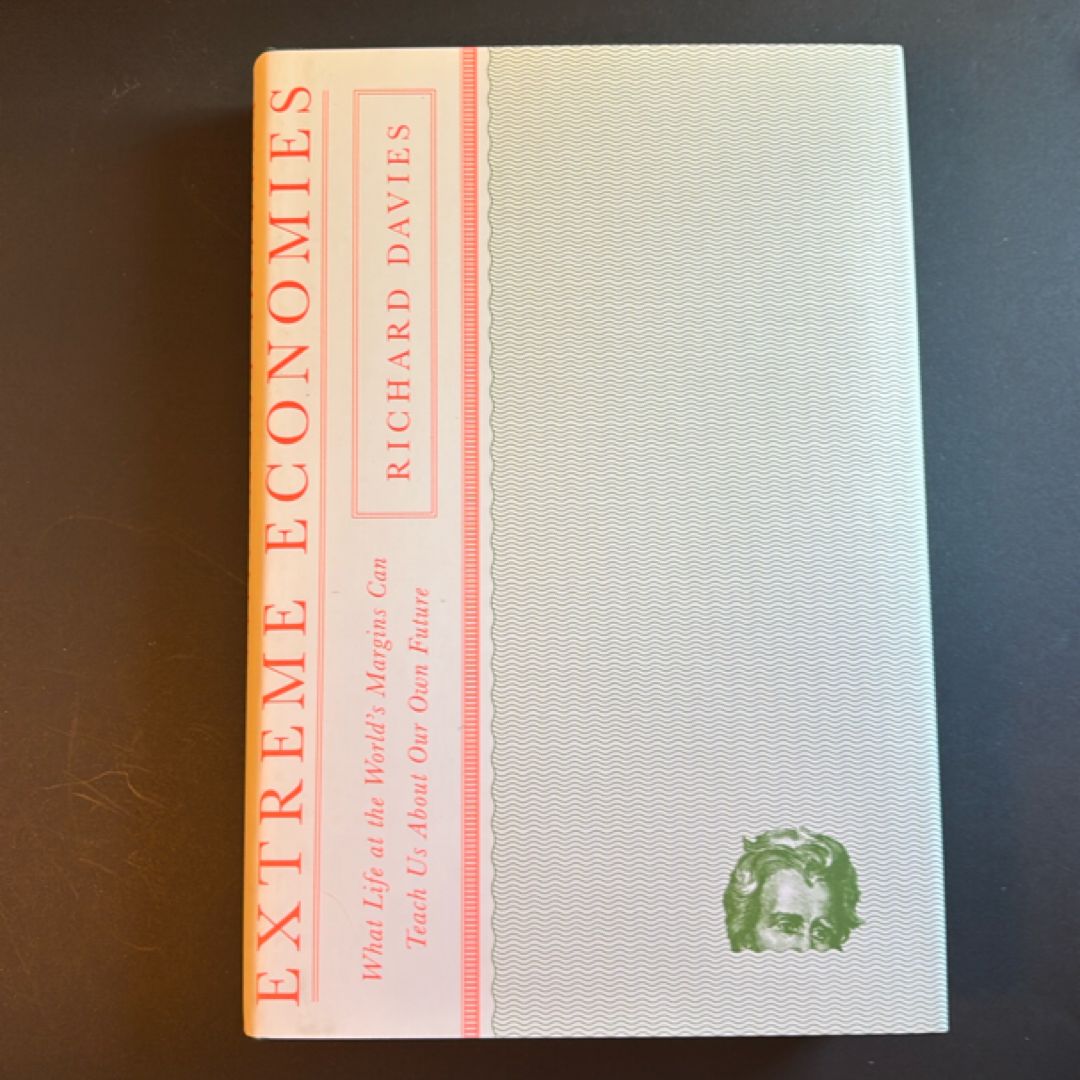 EXTREME ECONOMIES
What Life at the World's Margins Can
Teach Us About Our Own Future
RICHARD DAVIES